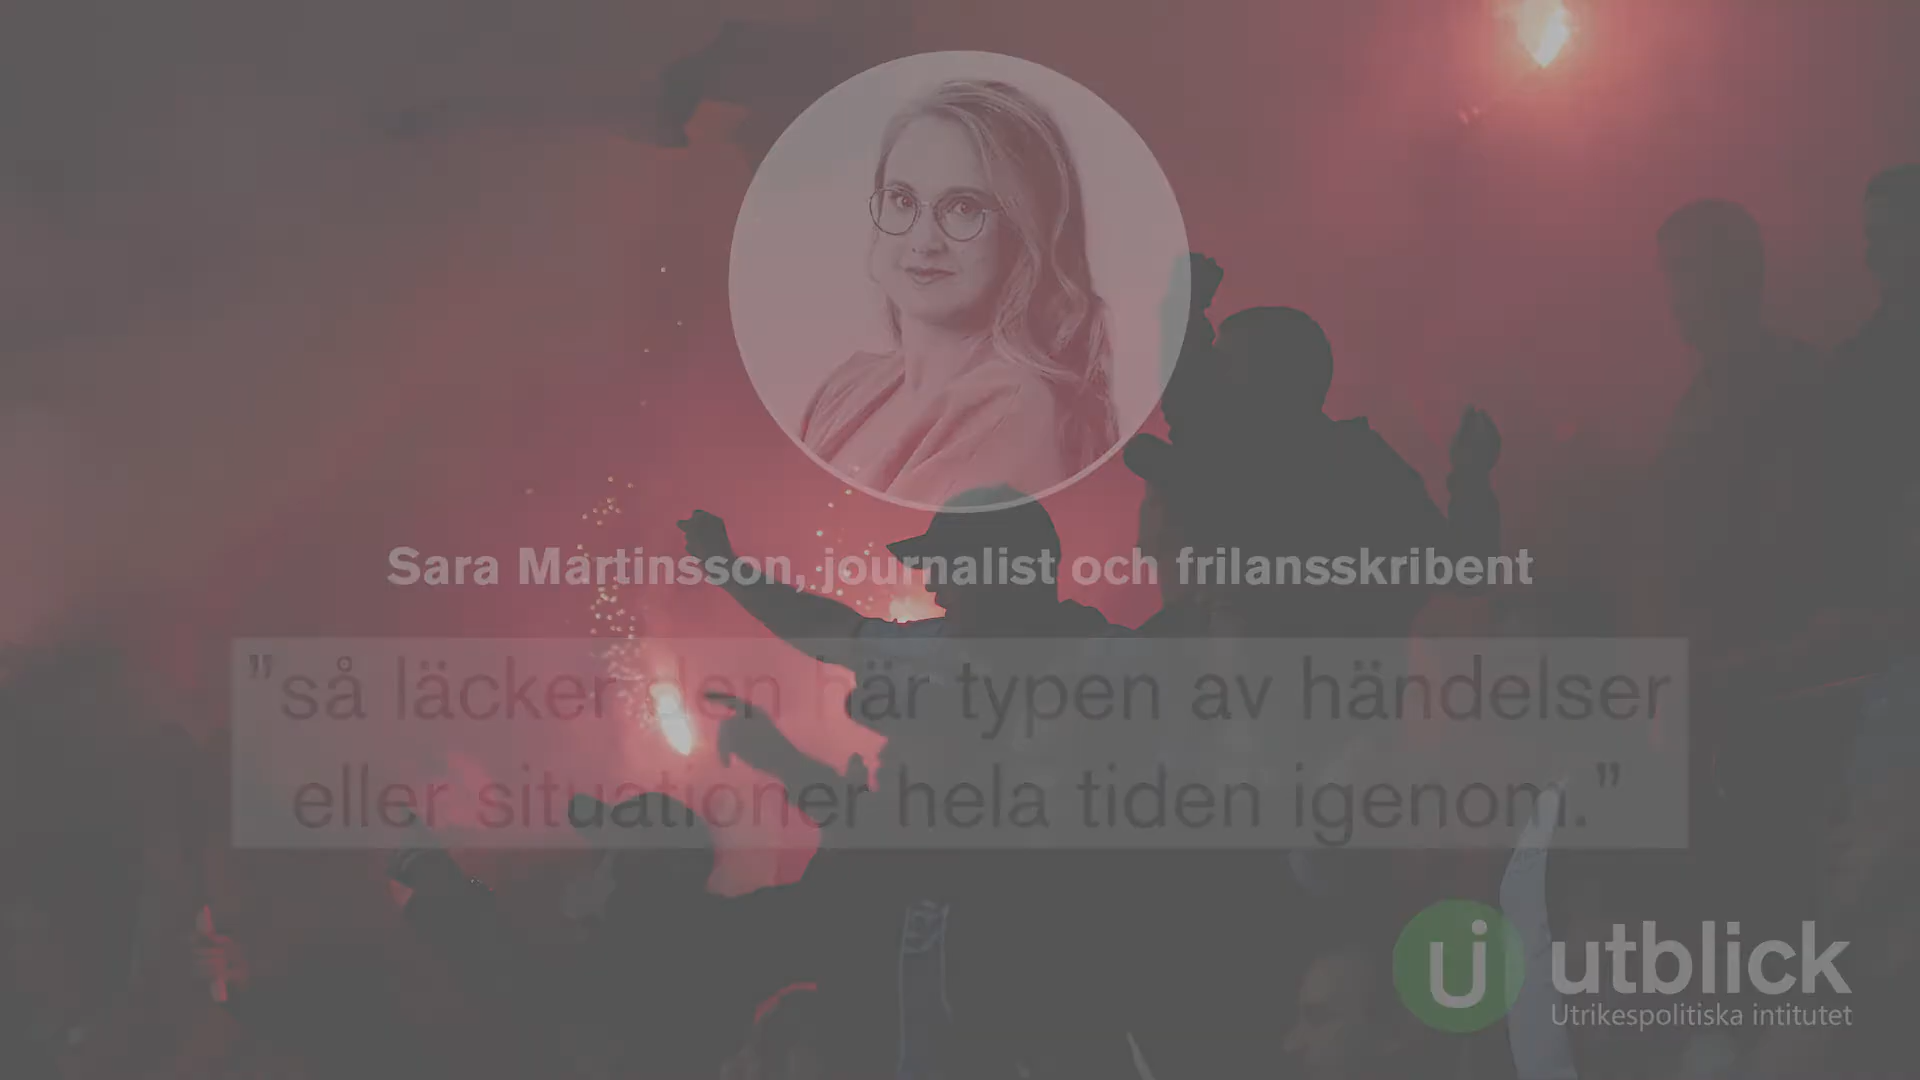 Sara Martinsson, journalist och frilansskribent
"så läcker den här typen av händelser
eller situationer hela tiden igenom."
ui utblick
Utrikespolitiska intitutet